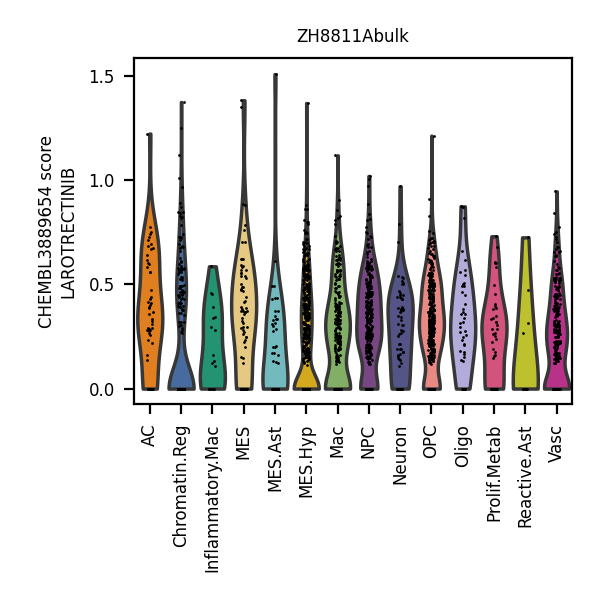 ZH8811Abulk
CHEMBL3889654 score
LAROTRECTINIB
1.5
1.0
0.5
0.0
AC
Chromatin.Reg
Inflammatory.Mac
MES
MES.Ast
MES.Hyp
Mac
NPC
Neuron
OPC
Oligo
Prolif.Metab
Reactive.Ast
Vasc